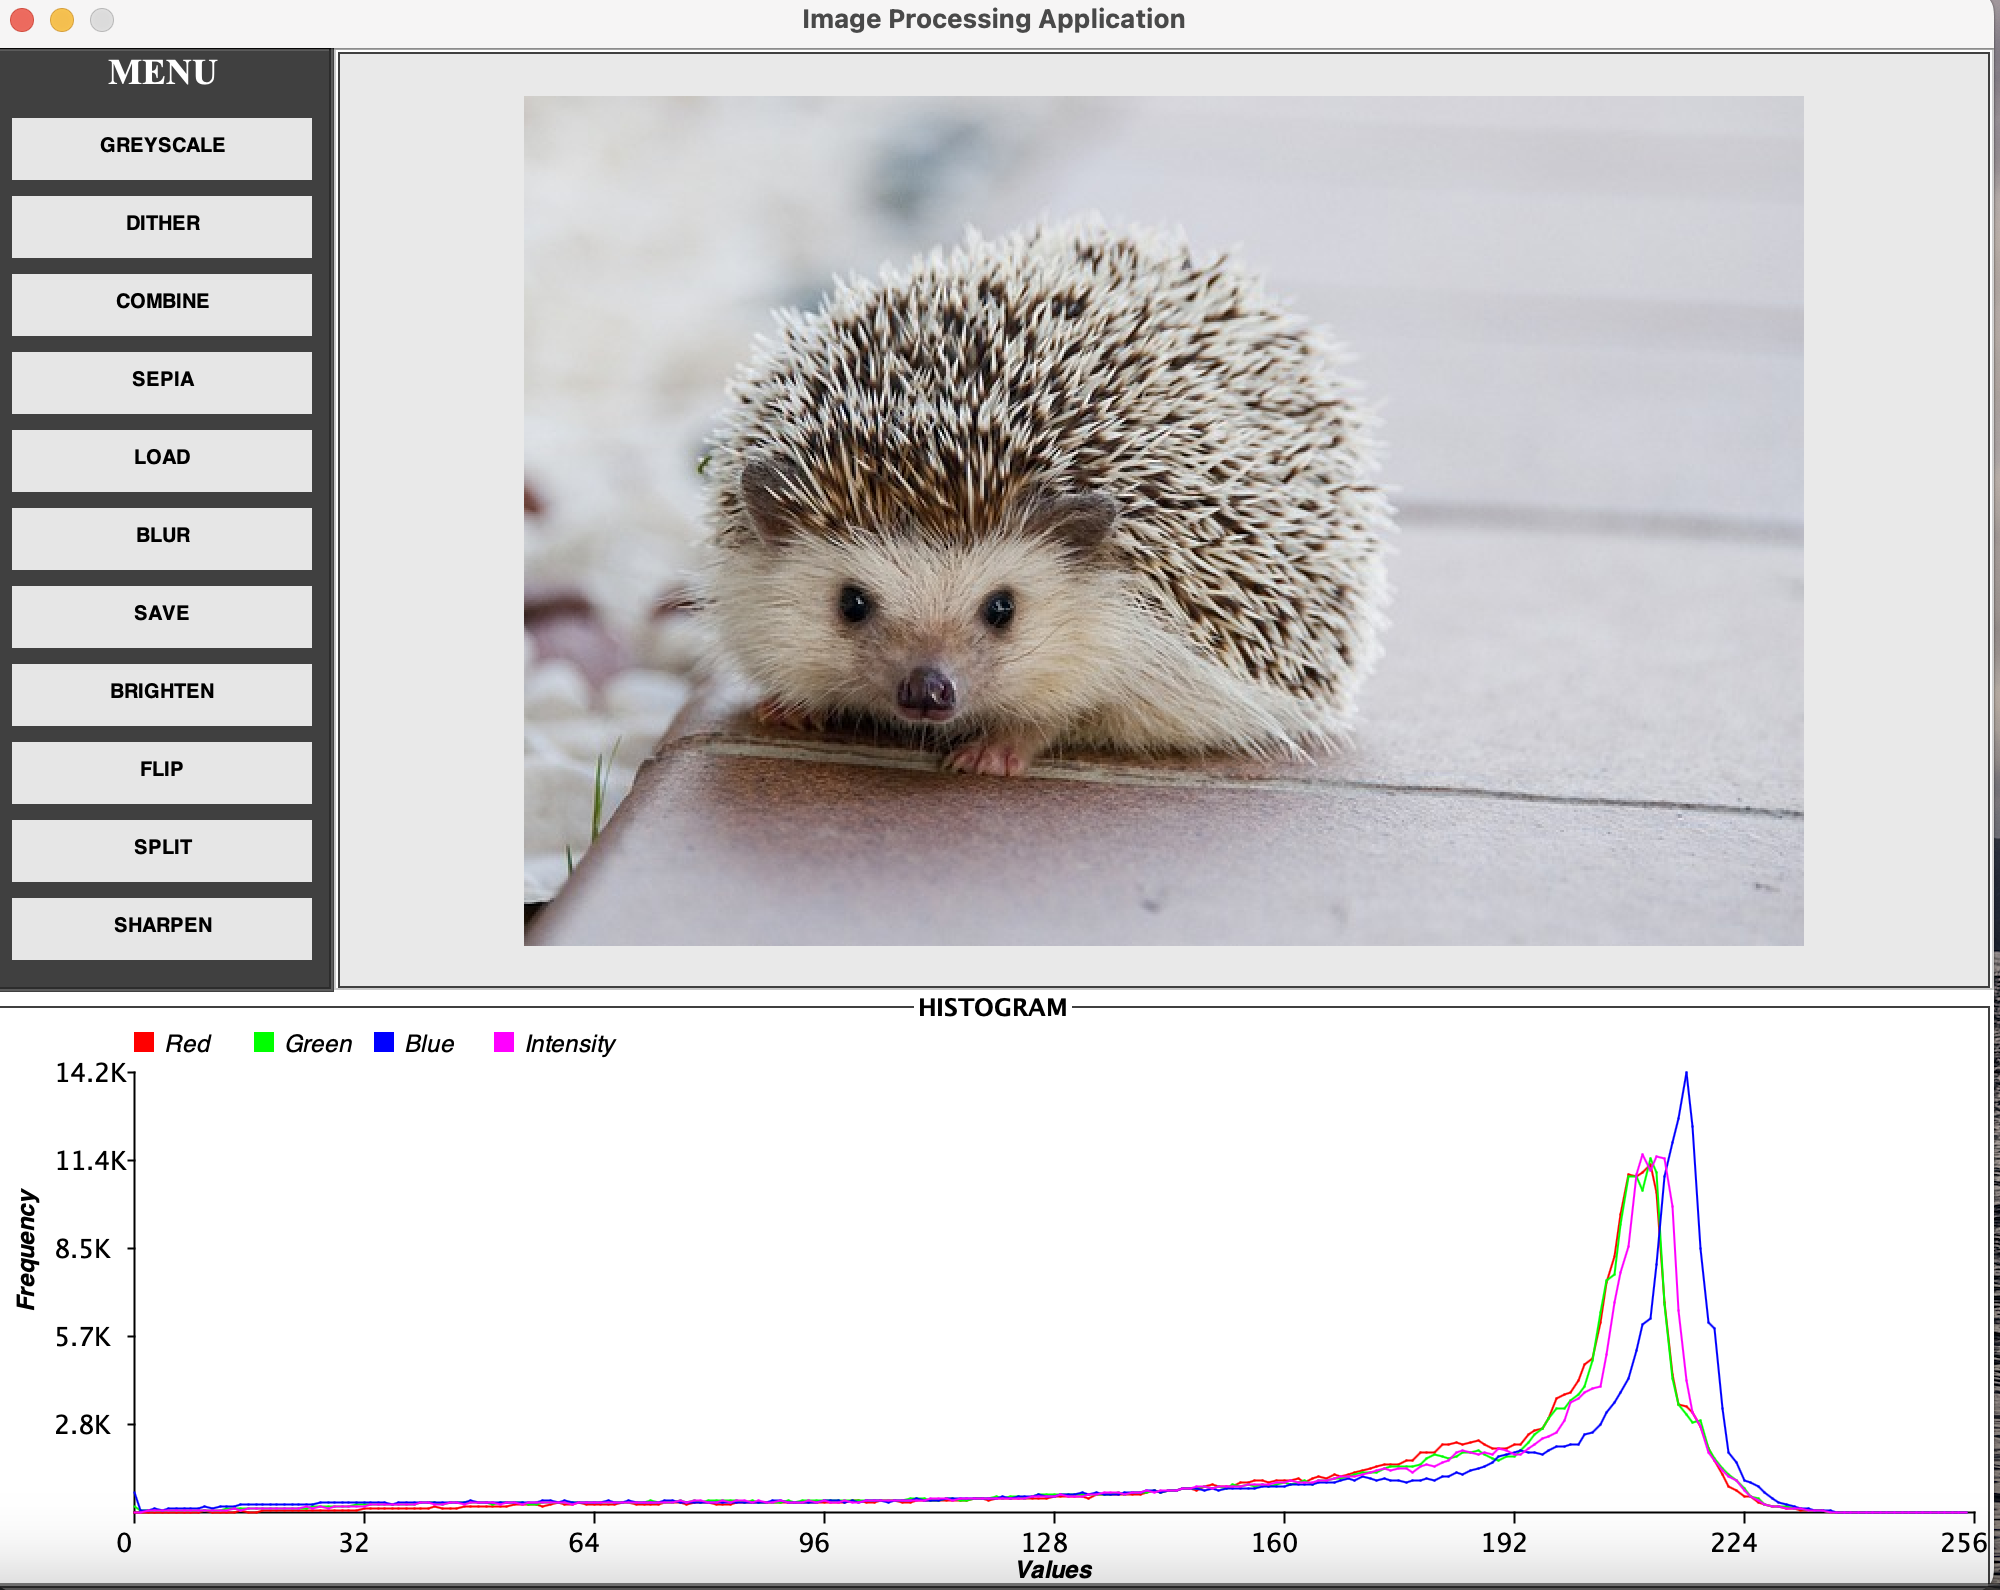 Image Processing Application
MENU
GREYSCALE
DITHER
COMBINE
SEPIA
LOAD
BLUR
SAVE
BRIGHTEN
FLIP
SPLIT
SHARPEN
HISTOGRAM
Red Green Blue Intensity
14.2K
11.4K
8.5K
5.7K
2.8K
Frequency
0 32 64 96 128 160 192 224 256
Values